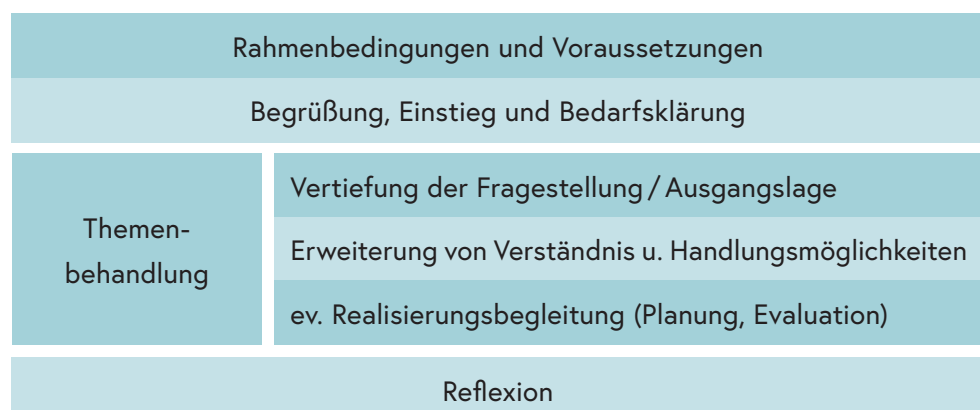 Rahmenbedingungen und Voraussetzungen
Begrüßung, Einstieg und Bedarfsklärung
Themen-
behandlung
Vertiefung der Fragestellung / Ausgangslage
Erweiterung von Verständnis u. Handlungsmöglichkeiten
ev. Realisierungsbegleitung (Planung, Evaluation)
Reflexion